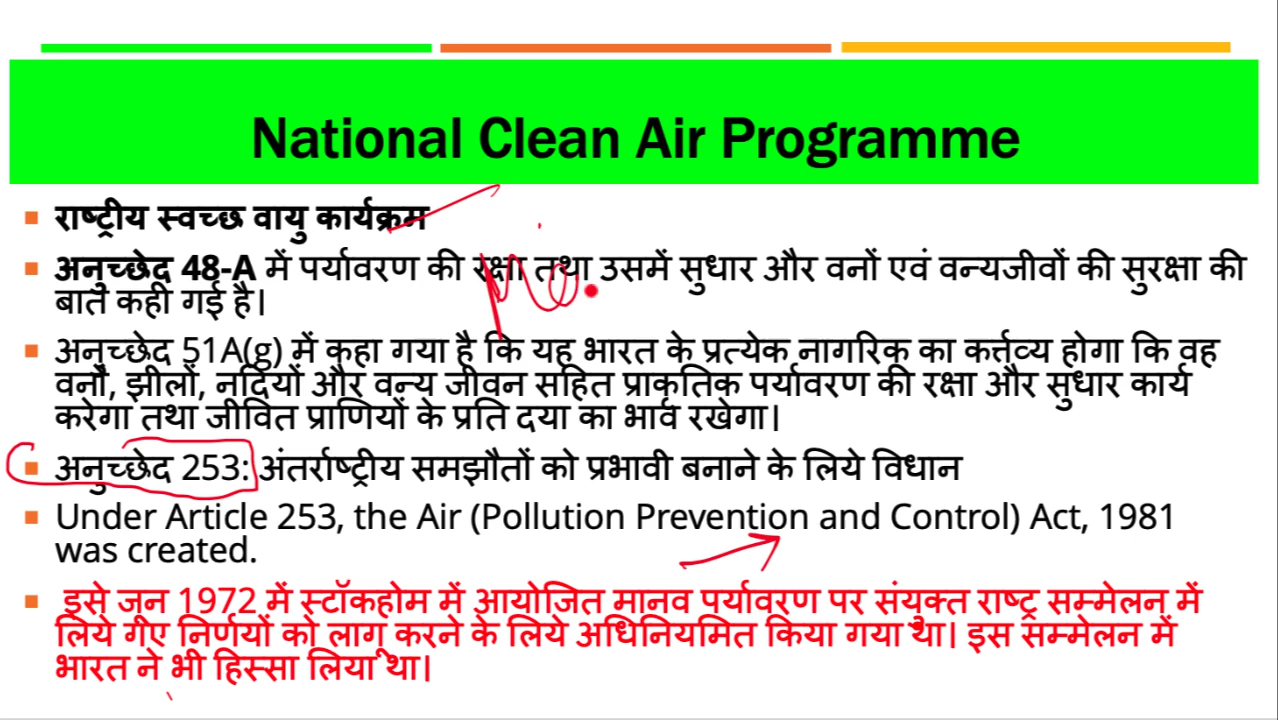 National Clean Air Programme
राष्ट्रीय स्वच्छ वायु कार्यक्रम
अनुच्छेद 48-A में पर्यावरण की रक्षा तथा उसमें सुधार और वनों एवं वन्यजीवों की सुरक्षा की
बात कही गई है।
अनुच्छेद 51A(g) में कहा गया है कि यह भारत के प्रत्येक नागरिक का कर्त्तव्य होगा कि वह
वनों, झीलों, नदियों और वन्य जीवन सहित प्राकृतिक पर्यावरण की रक्षा और सुधार कार्य
करेगा तथा जीवित प्राणियों के प्रति दया का भाव रखेगा।
अनुच्छेद 253: अंतर्राष्ट्रीय समझौतों को प्रभावी बनाने के लिये विधान
Under Article 253, the Air (Pollution Prevention and Control) Act, 1981
was created.
इसे जून 1972 में स्टॉकहोम में आयोजित मानव पर्यावरण पर संयुक्त राष्ट्र सम्मेलन में
लिये गए निर्णयों को लागू करने के लिये अधिनियमित किया गया था। इस सम्मेलन में
भारत ने भी हिस्सा लिया था।